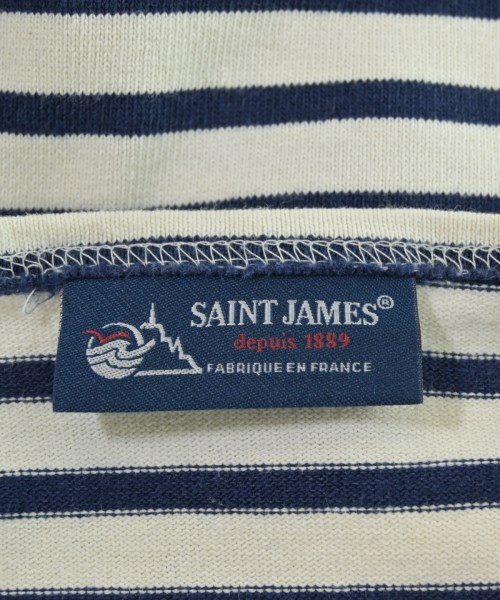 SAINT JAMES®
depuis 1889
FABRIQUE EN FRANCE